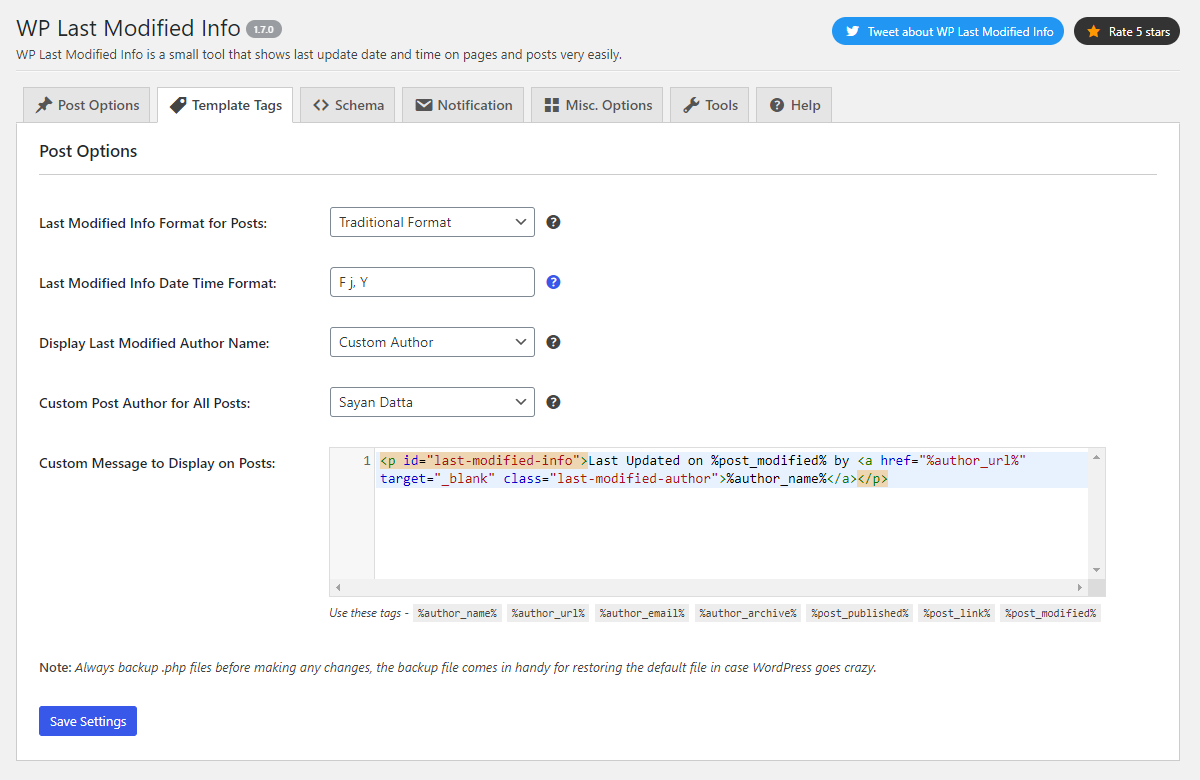 WP Last Modified Info 1.7.0
Tweet about WP Last Modified Info
Rate 5 stars
WP Last Modified Info is a small tool that shows last update date and time on pages and posts very easily.
Post Options
Template Tags
Schema
Notification
Misc. Options
Tools
Help
Post Options
Last Modified Info Format for Posts:
Traditional Format
Last Modified Info Date Time Format:
F j, Y
Display Last Modified Author Name:
Custom Author
Custom Post Author for All Posts:
Sayan Datta
Custom Message to Display on Posts:
1
<p id="last-modified-info">Last Updated on %post_modified% by <a href="%author_url%"
target="_blank" class="last-modified-author">%author_name%</a></p>
Use these tags - %author_name% %author_url% %author_email% %author_archive% %post_published% %post_link% %post_modified%
Note: Always backup .php files before making any changes, the backup file comes in handy for restoring the default file in case WordPress goes crazy.
Save Settings